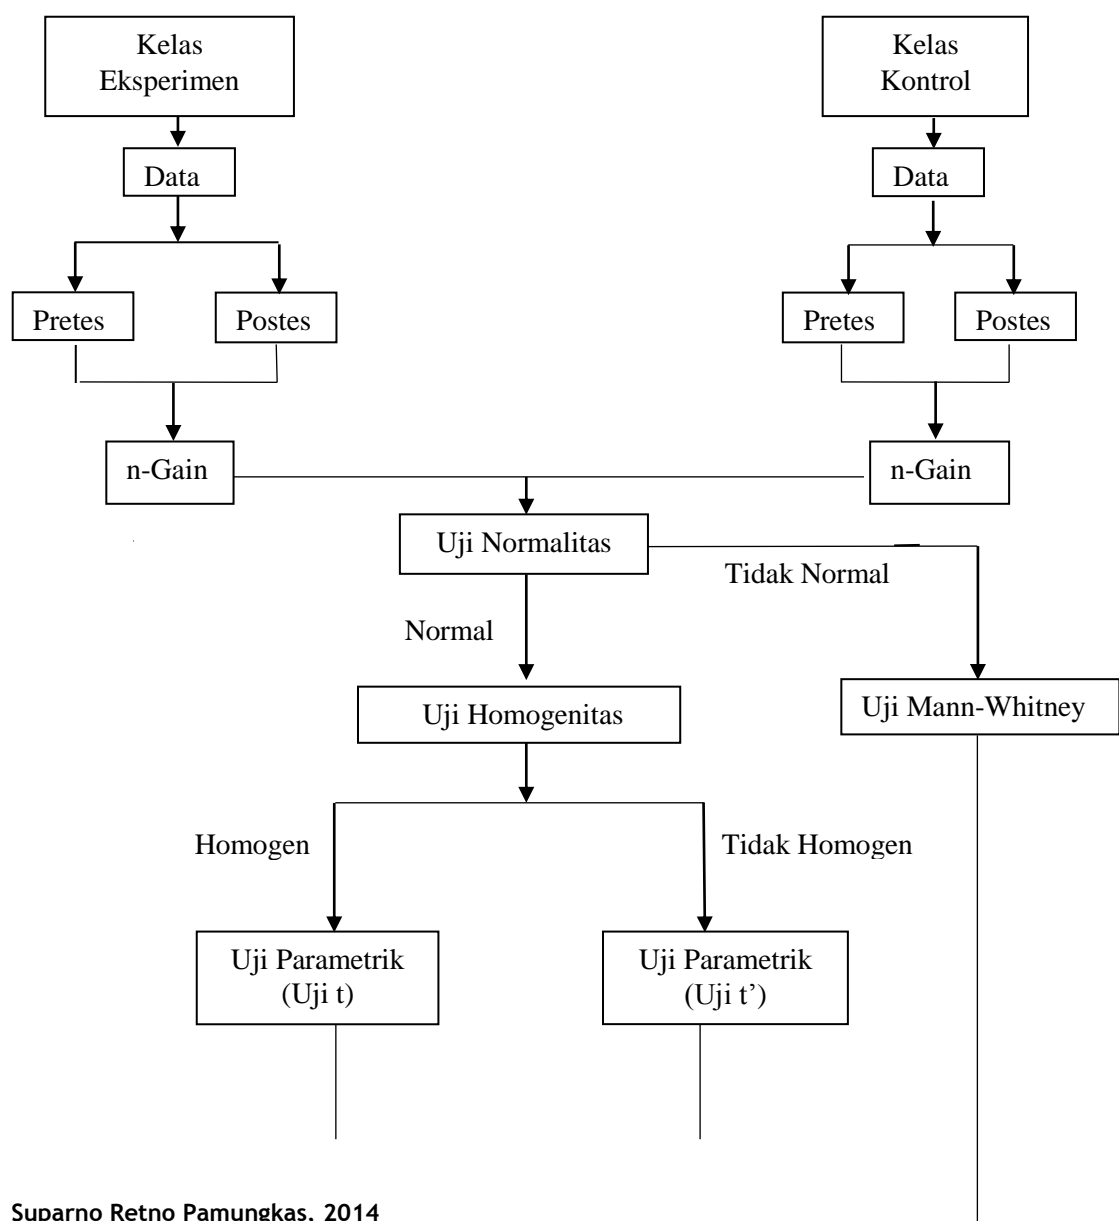 Kelas
Eksperimen
Kelas
Kontrol
Data
Data
Pretes
Postes
Pretes
Postes
n-Gain
n-Gain
Uji Normalitas
Tidak Normal
Normal
Uji Homogenitas
Uji Mann-Whitney
Homogen
Tidak Homogen
Uji Parametrik
(Uji t)
Uji Parametrik
(Uji t’)
Suparno Retno Pamungkas, 2014